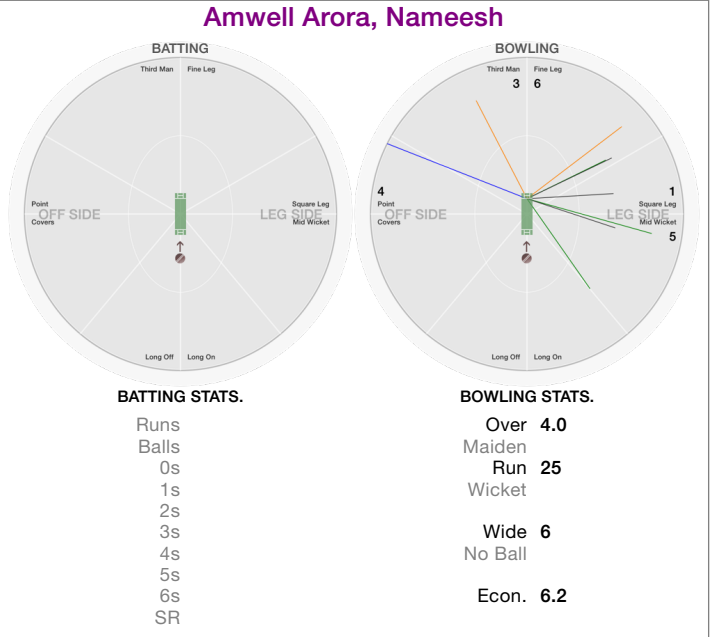 Amwell Arora, Nameesh
BATTING
Third Man Fine Leg
Point
OFF SIDE
Covers
Square Leg
LEG SIDE
Mid Wicket
Long Off Long On
BOWLING
Third Man Fine Leg
3 6
4
Point
OFF SIDE
Covers
1
Square Leg
LEG SIDE
Mid Wicket
5
Long Off Long On
BATTING STATS.
Runs
Balls
0s
1s
2s
3s
4s
5s
6s
SR
BOWLING STATS.
Over 4.0
Maiden
Run 25
Wicket
Wide 6
No Ball
Econ. 6.2